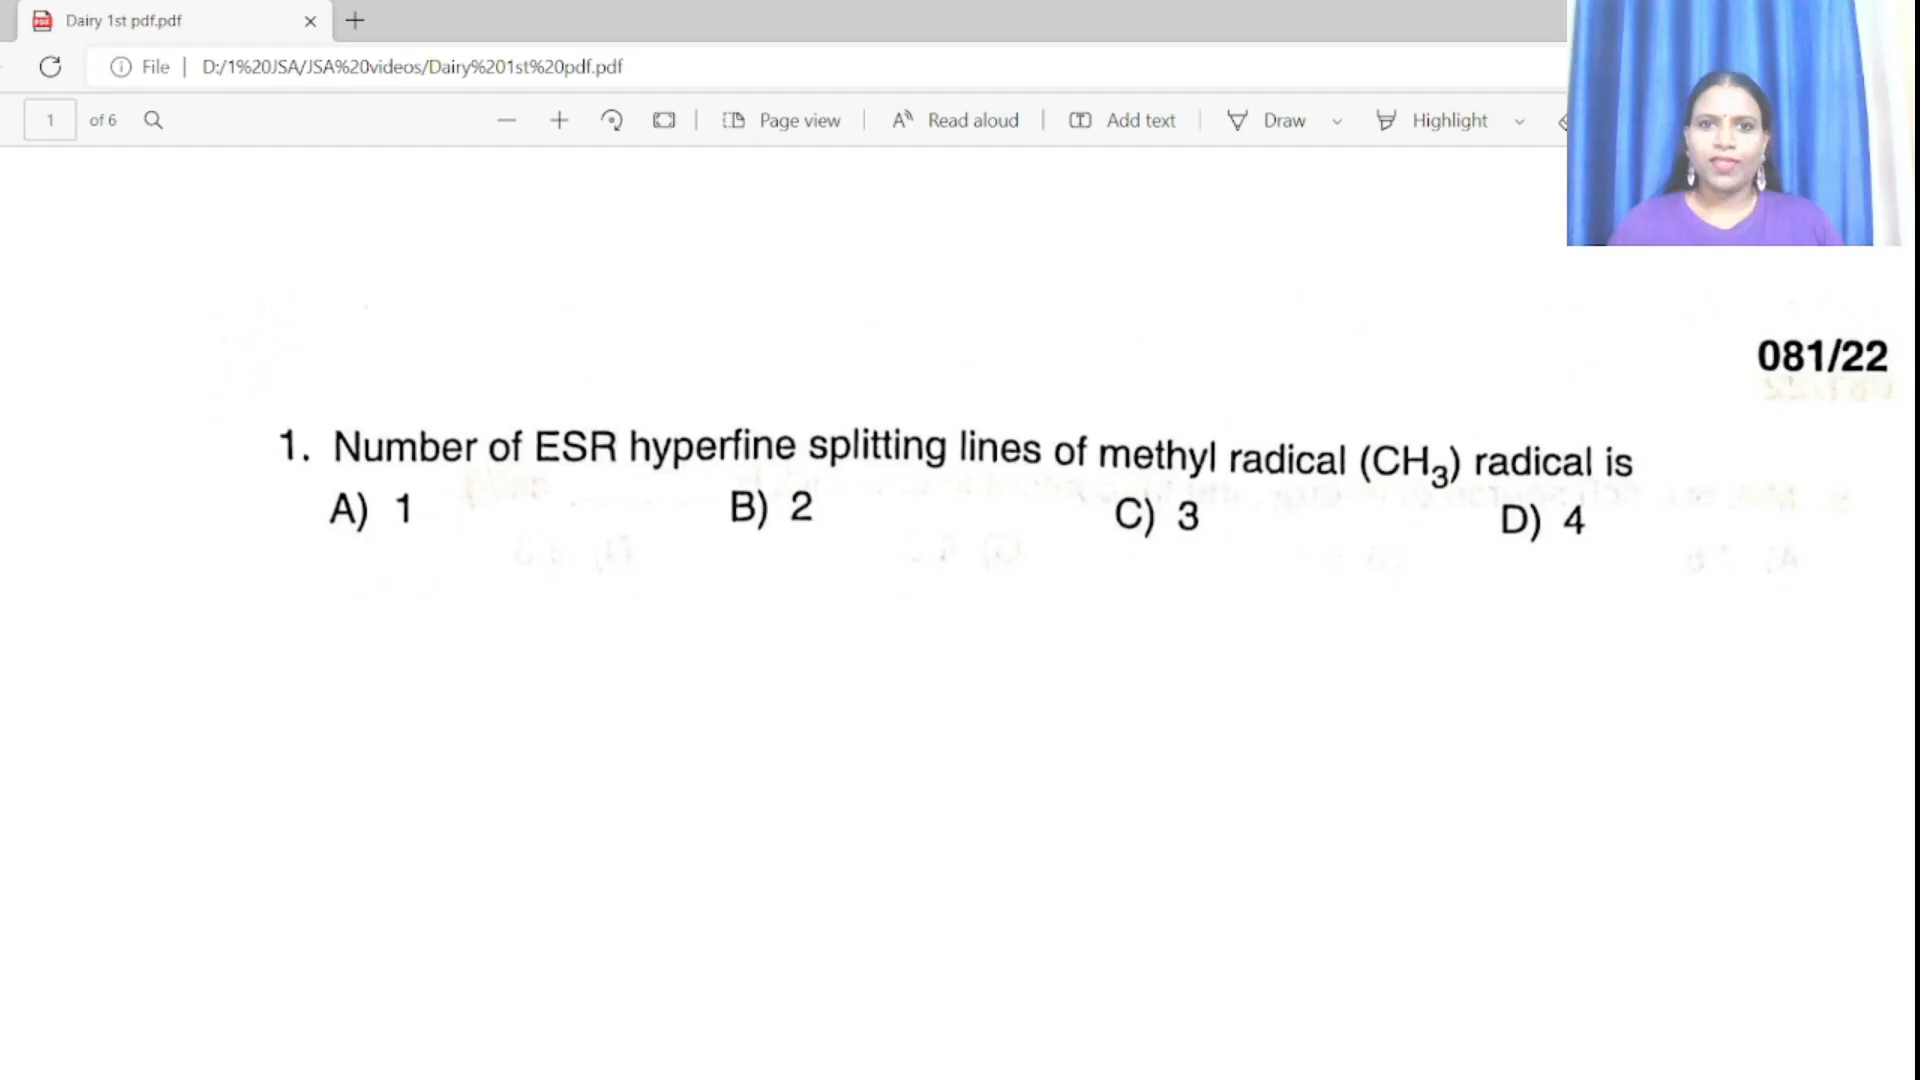 Dairy 1st pdf.pdf
File | D:/1%20JSA/JSA%20videos/Dairy%201st%20pdf.pdf
1 of 6 Page view Read aloud Add text Draw Highlight
081/22
1. Number of ESR hyperfine splitting lines of methyl radical (CH₃) radical is
A) 1 B) 2 C) 3 D) 4